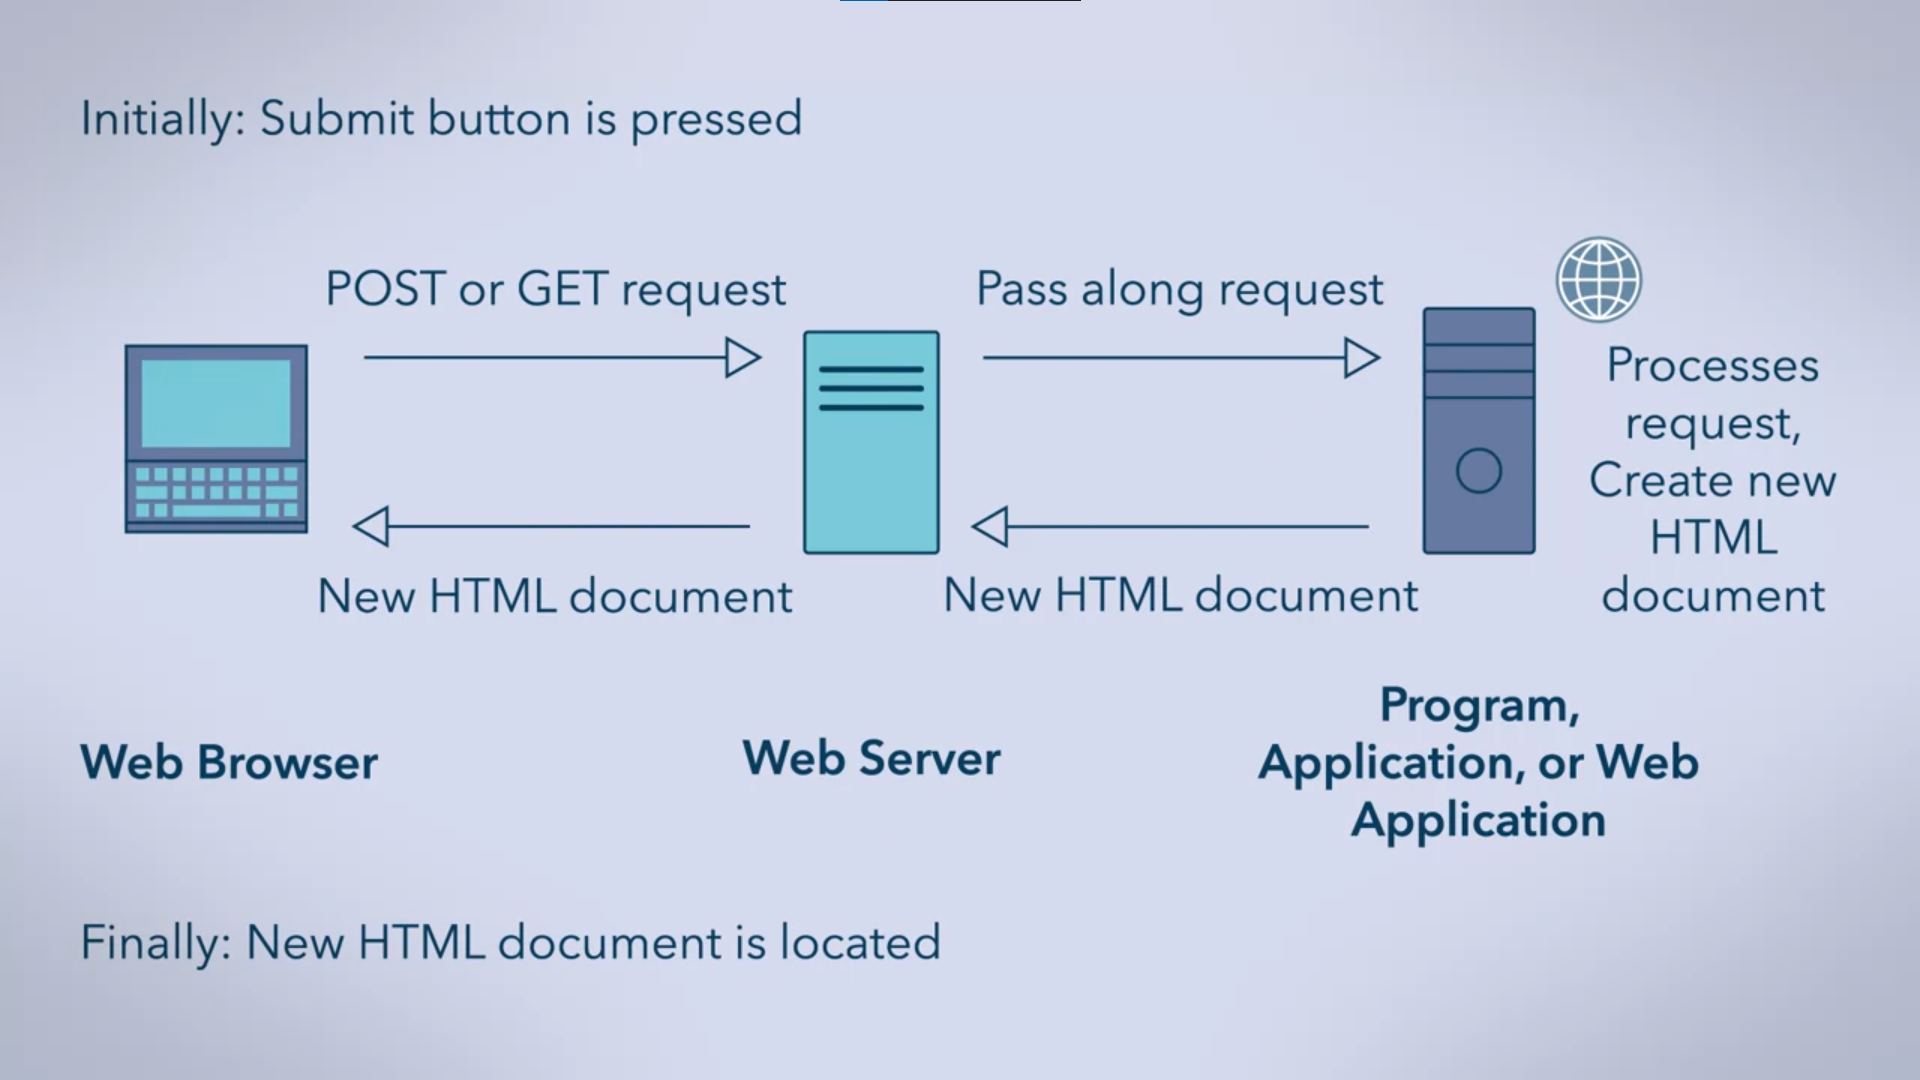 Initially: Submit button is pressed
POST or GET request
Pass along request
Processes
request,
Create new
HTML
document
New HTML document
New HTML document
Web Browser
Web Server
Program,
Application, or Web
Application
Finally: New HTML document is located